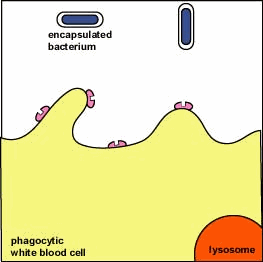 encapsulated
bacterium
phagocytic
white blood cell
lysosome